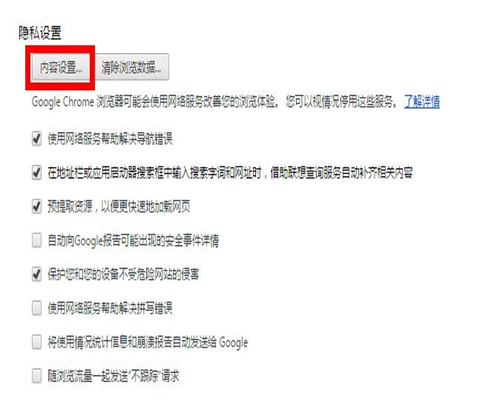 隐私设置
内容设置... 清除浏览数据...
Google Chrome 浏览器可能会使用网络服务改善您的浏览体验。您可以视情况停用这些服务。了解详情
使用网络服务帮助解决导航错误
在地址栏或应用启动器搜索框中输入搜索字词和网址时，借助联想查询服务自动补齐相关内容
预提取资源，以便更快速地加载网页
自动向Google报告可能出现的安全事件详情
保护您和您的设备不受危险网站的侵害
使用网络服务帮助解决拼写错误
将使用情况统计信息和崩溃报告自动发送给 Google
随浏览流量一起发送"不跟踪"请求